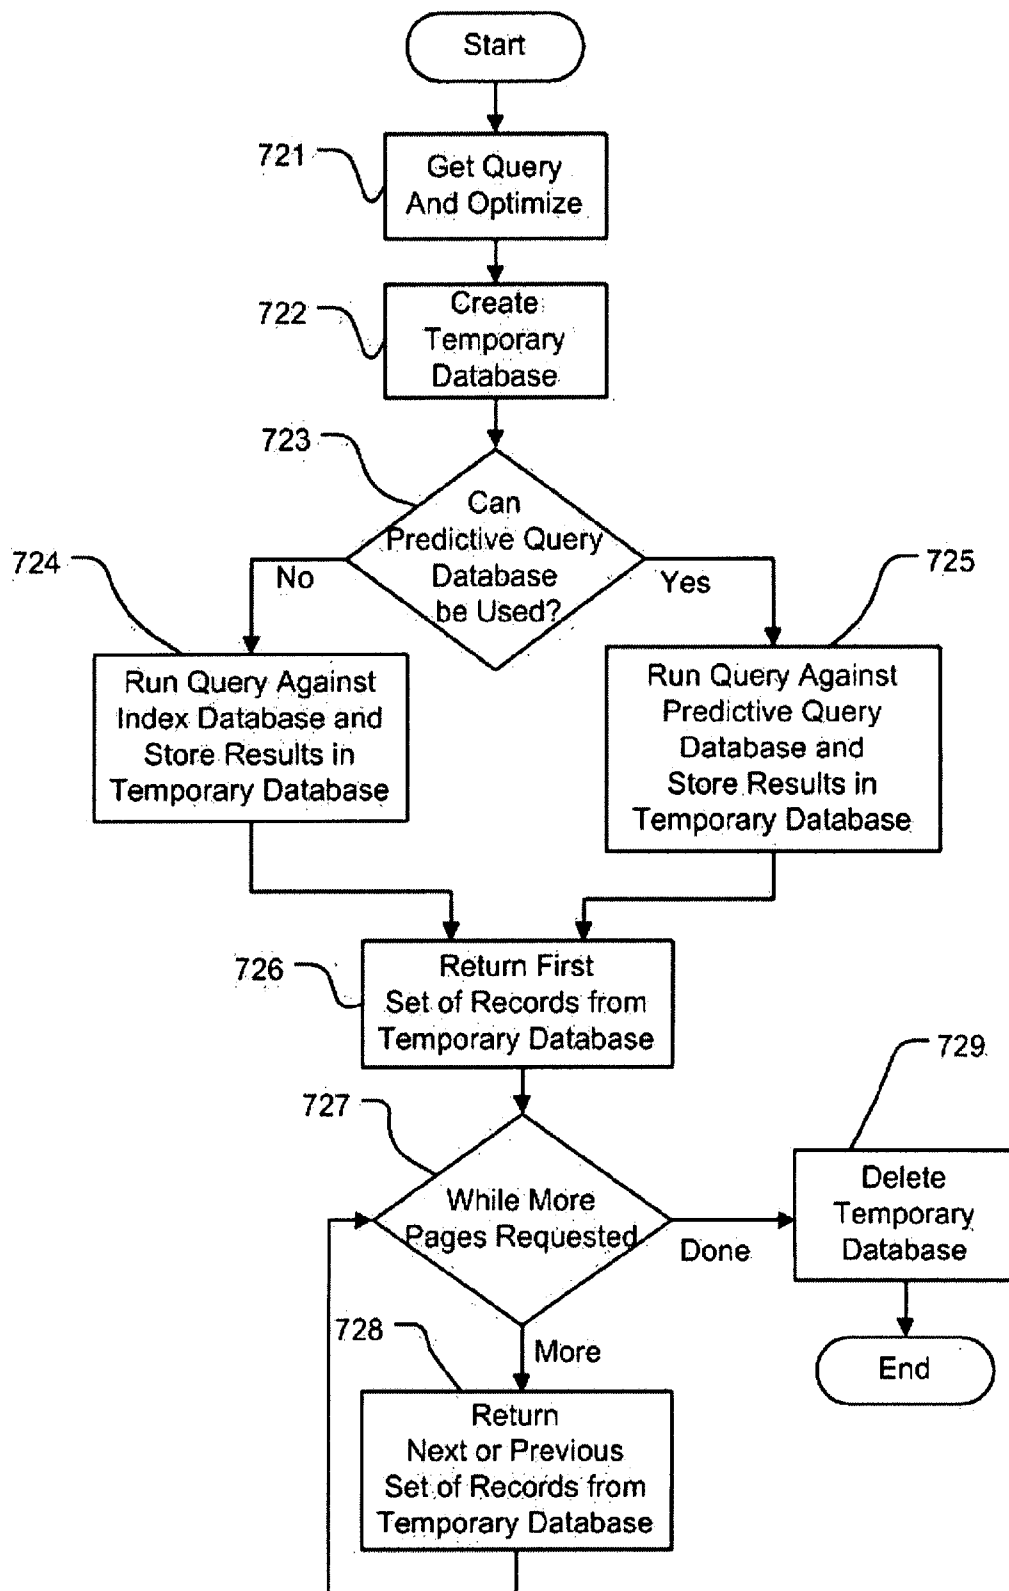 Start
721
Get Query
And Optimize
722
Create
Temporary
Database
723
Can
Predictive Query
Database
be Used?
724
No
Yes
725
Run Query Against
Index Database and
Store Results in
Temporary Database
Run Query Against
Predictive Query
Database and
Store Results in
Temporary Database
726
Return First
Set of Records from
Temporary Database
727
While More
Pages Requested
Done
729
Delete
Temporary
Database
End
728
More
Return
Next or Previous
Set of Records from
Temporary Database